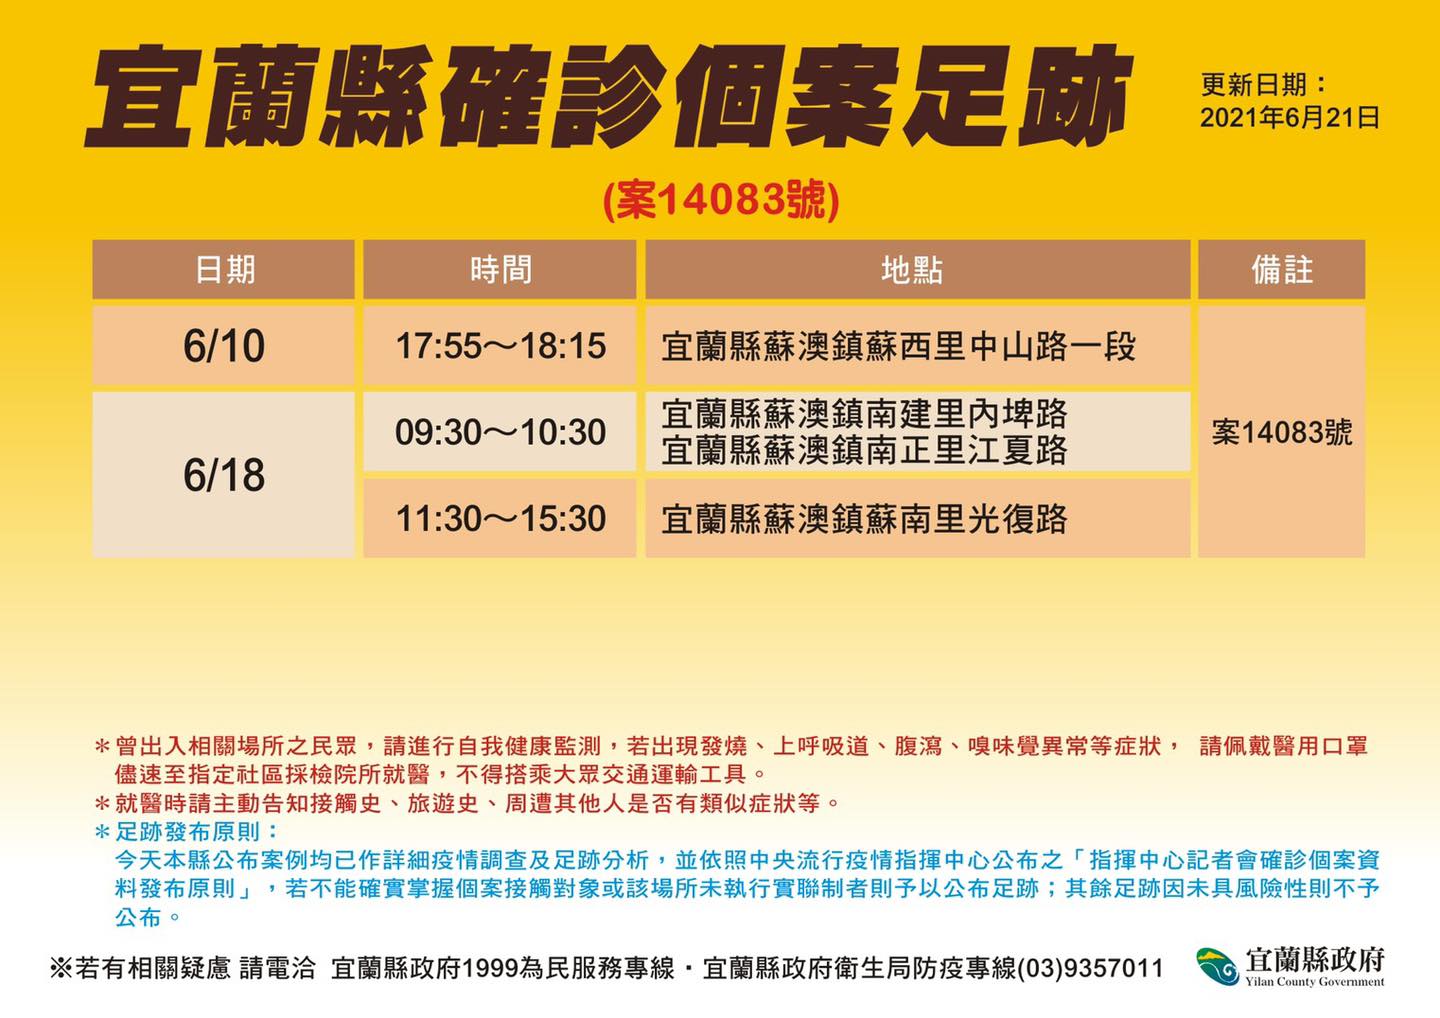 宜蘭縣確診個案足跡
更新日期：
2021年6月21日
(案14083號)
日期 時間 地點 備註
6/10 17:55～18:15 宜蘭縣蘇澳鎮蘇西里中山路一段
6/18 09:30～10:30 宜蘭縣蘇澳鎮南建里內埤路
宜蘭縣蘇澳鎮南正里江夏路
案14083號
11:30～15:30 宜蘭縣蘇澳鎮蘇南里光復路
＊曾出入相關場所之民眾，請進行自我健康監測，若出現發燒、上呼吸道、腹瀉、嗅味覺異常等症狀， 請佩戴醫用口罩
儘速至指定社區採檢院所就醫，不得搭乘大眾交通運輸工具。
＊就醫時請主動告知接觸史、旅遊史、周遭其他人是否有類似症狀等。
＊足跡發布原則：
今天本縣公布案例均已作詳細疫情調查及足跡分析，並依照中央流行疫情指揮中心公布之「指揮中心記者會確診個案資
料發布原則」，若不能確實掌握個案接觸對象或該場所未執行實聯制者則予以公布足跡；其餘足跡因未具風險性則不予
公布。
※若有相關疑慮 請電洽 宜蘭縣政府1999為民服務專線・宜蘭縣政府衛生局防疫專線(03)9357011
宜蘭縣政府
Yilan County Government